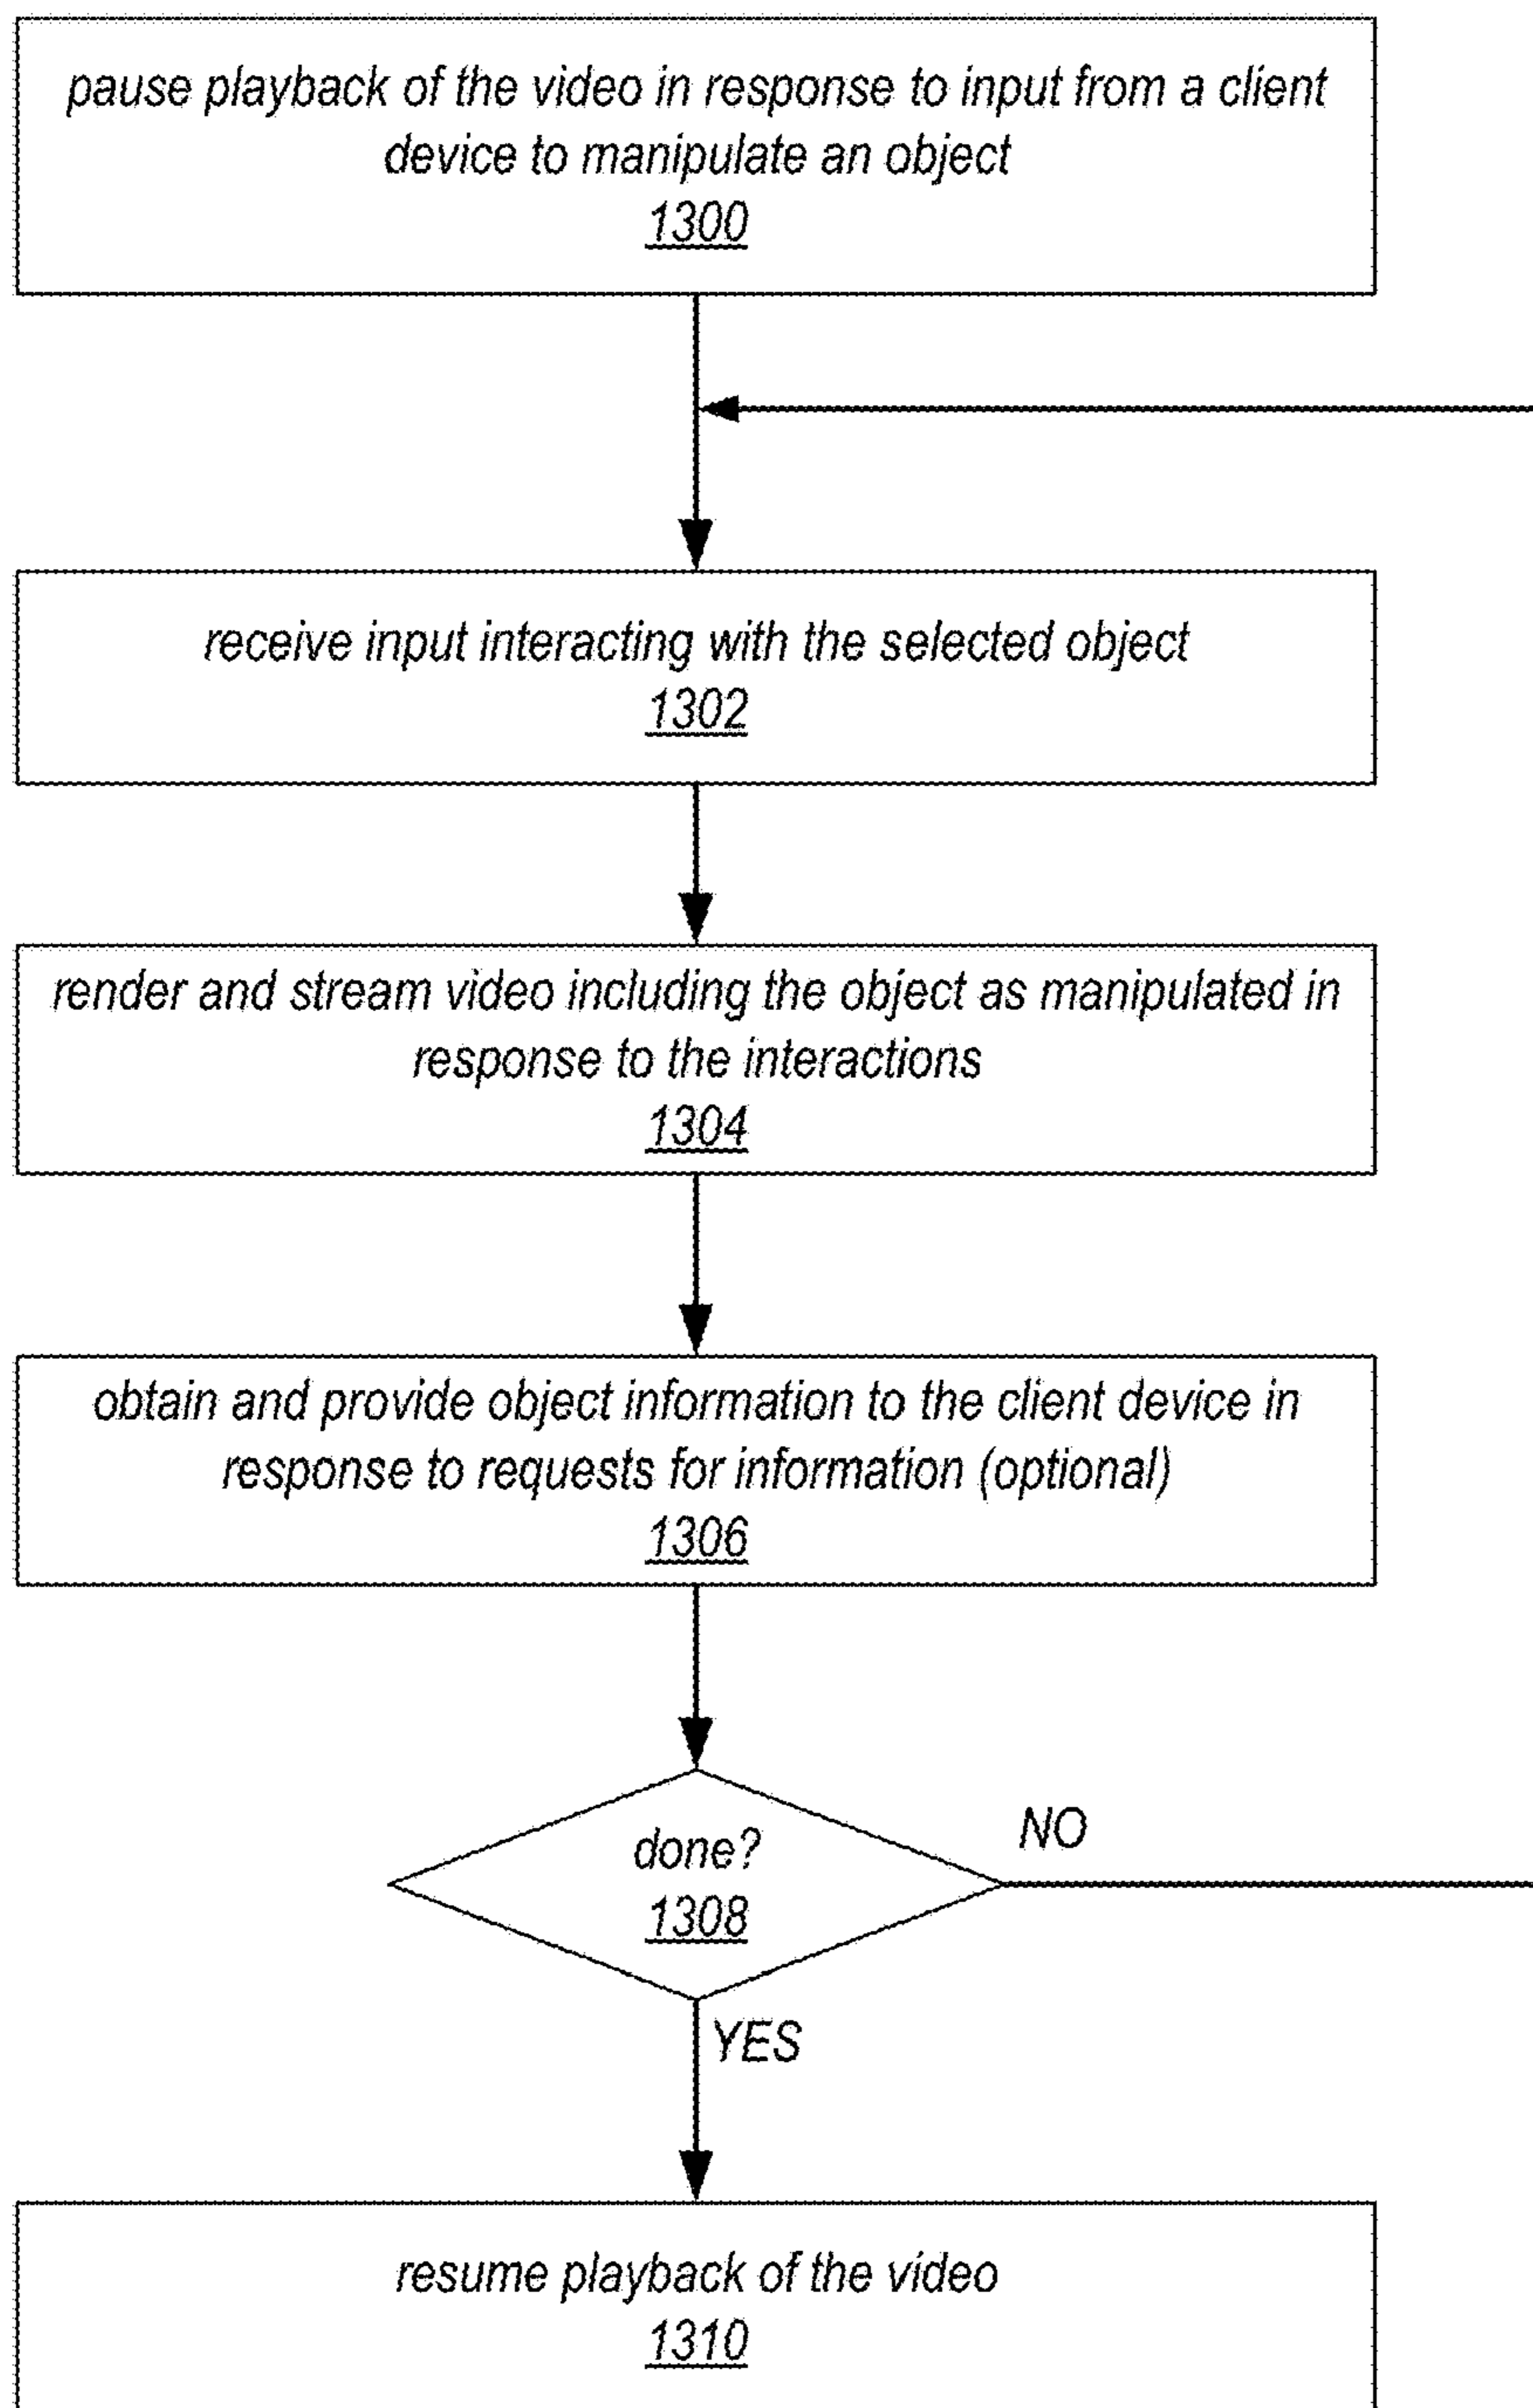 pause playback of the video in response to input from a client
device to manipulate an object
1300
receive input interacting with the selected object
1302
render and stream video including the object as manipulated in
response to the interactions
1304
obtain and provide object information to the client device in
response to requests for information (optional)
1306
done?
1308
NO
YES
resume playback of the video
1310